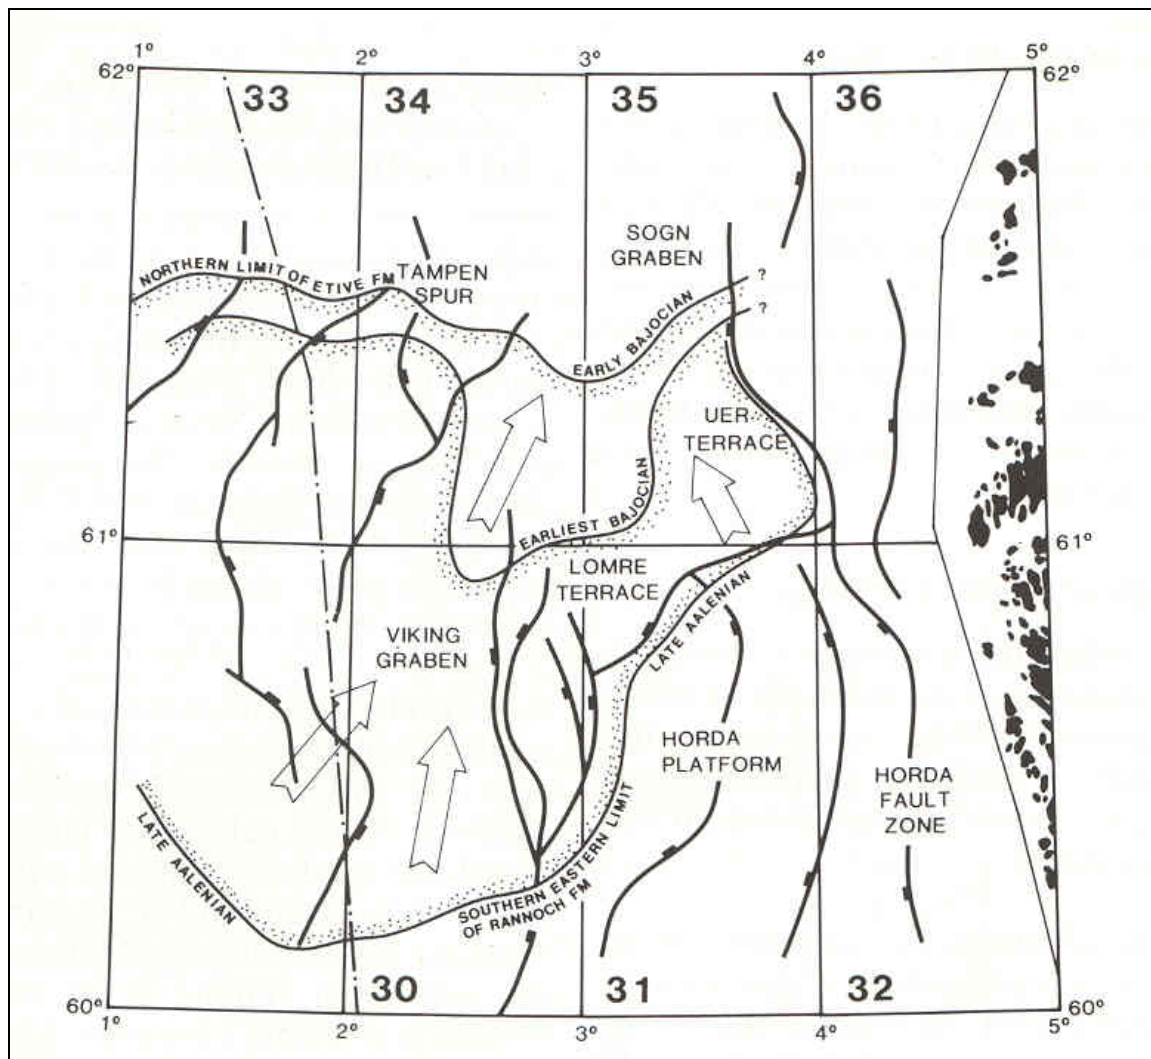 1° 2° 3° 4° 5°
62° 62°
33 34 35 36
SOGN
GRABEN
NORTHERN LIMIT OF ETIVE FM
TAMPEN
SPUR
?
?
EARLY BAJOCIAN
UER
TERRACE
EARLIEST BAJOCIAN
61° 61°
LOMRE
TERRACE
LATE AALENIAN
VIKING
GRABEN
HORDA
PLATFORM
HORDA
FAULT
ZONE
LATE AALENIAN
SOUTHERN EASTERN LIMIT
OF RANNOCH FM
30 31 32
60° 60°
1° 2° 3° 4° 5°